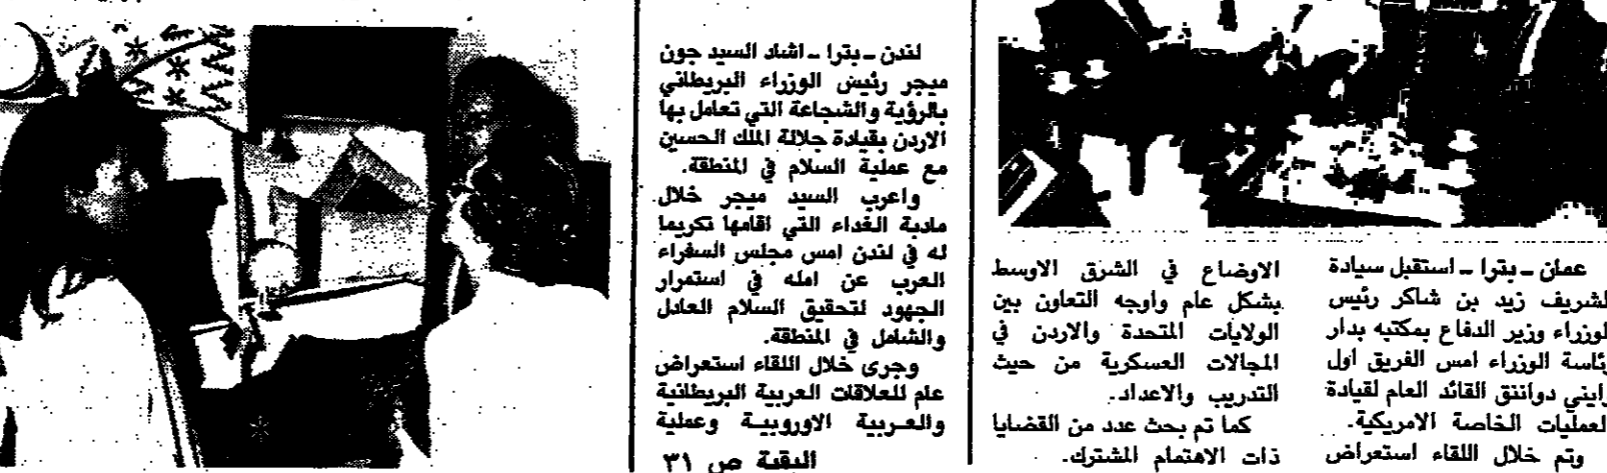 عمان ـ بترا ـ استقبل سيادة
لشريف زيد بن شاكر رئيس
لوزراء وزير الدفاع بمكتبه بدار
ئاسة الوزراء امس الفريق اول
ايني دواننق القائد العام لقيادة
لعمليات الخاصة الامريكية.
وتم خلال اللقاء استعراض
الاوضاع في الشرق الاوسط
بشكل عام واوجه التعاون بين
الولايات المتحدة والاردن في
المجالات العسكرية من حيث
التدريب والاعداد.
كما تم بحث عدد من القضايا
ذات الاهتمام المشترك.
لندن ـ بترا ـ اشاد السيد جون
ميجر رئيس الوزراء البريطاني
بالرؤية والشجاعة التي تعامل بها
الاردن بقيادة جلالة الملك الحسين
مع عملية السلام في المنطقة.
واعرب السيد ميجر خلال
مادبة الغداء التي اقامها تكريما
له في لندن امس مجلس السفراء
العرب عن امله في استمرار
الجهود لتحقيق السلام العادل
والشامل في المنطقة.
وجرى خلال اللقاء استعراض
عام للعلاقات العربية البريطانية
والعربية الاوروبية وعملية
البقية ص ٣١